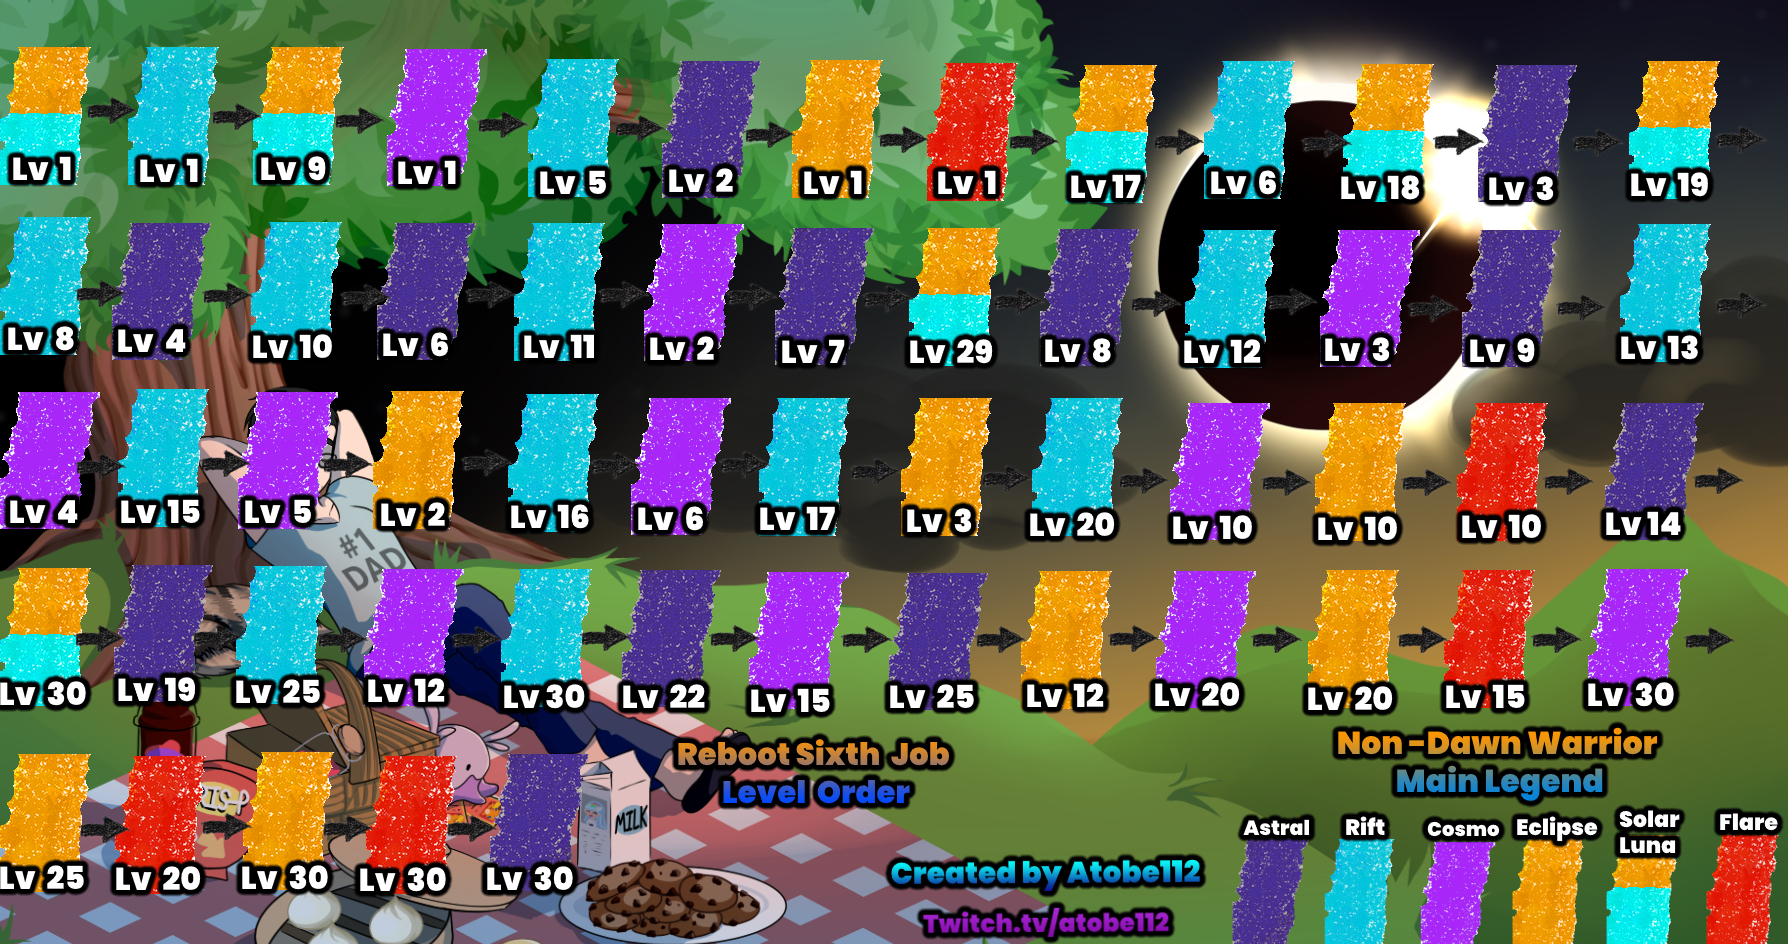 Lv 1 Lv 1 Lv 9 Lv 1 Lv 5 Lv 2 Lv 1 Lv 1 Lv 17 Lv 6 Lv 18 Lv 3 Lv 19
Lv 8 Lv 4 Lv 10 Lv 6 Lv 11 Lv 2 Lv 7 Lv 29 Lv 8 Lv 12 Lv 3 Lv 9 Lv 13
Lv 4 Lv 15 Lv 5 Lv 2 Lv 16 Lv 6 Lv 17 Lv 3 Lv 20 Lv 10 Lv 10 Lv 10 Lv 14
#1
DAD
Lv 30 Lv 19 Lv 25 Lv 12 Lv 30 Lv 22 Lv 15 Lv 25 Lv 12 Lv 20 Lv 20 Lv 15 Lv 30
Reboot Sixth Job
Level Order
Non-Dawn Warrior
Main Legend
RIS-P
MILK
Lv 25 Lv 20 Lv 30 Lv 30 Lv 30
Created by Atobe112
Twitch.tv/atobe112
Astral Rift Cosmo Eclipse Solar Luna Flare